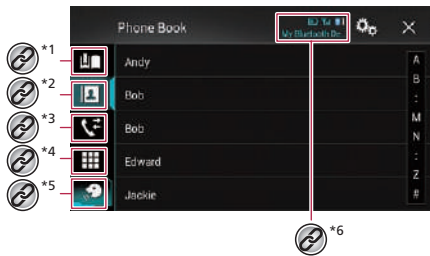 Phone Book
My Bluetooth De
*1
*2
*3
*4
*5
Andy
Bob
Bob
Edward
Jackie
A
B
:
M
N
:
Z
#
*6